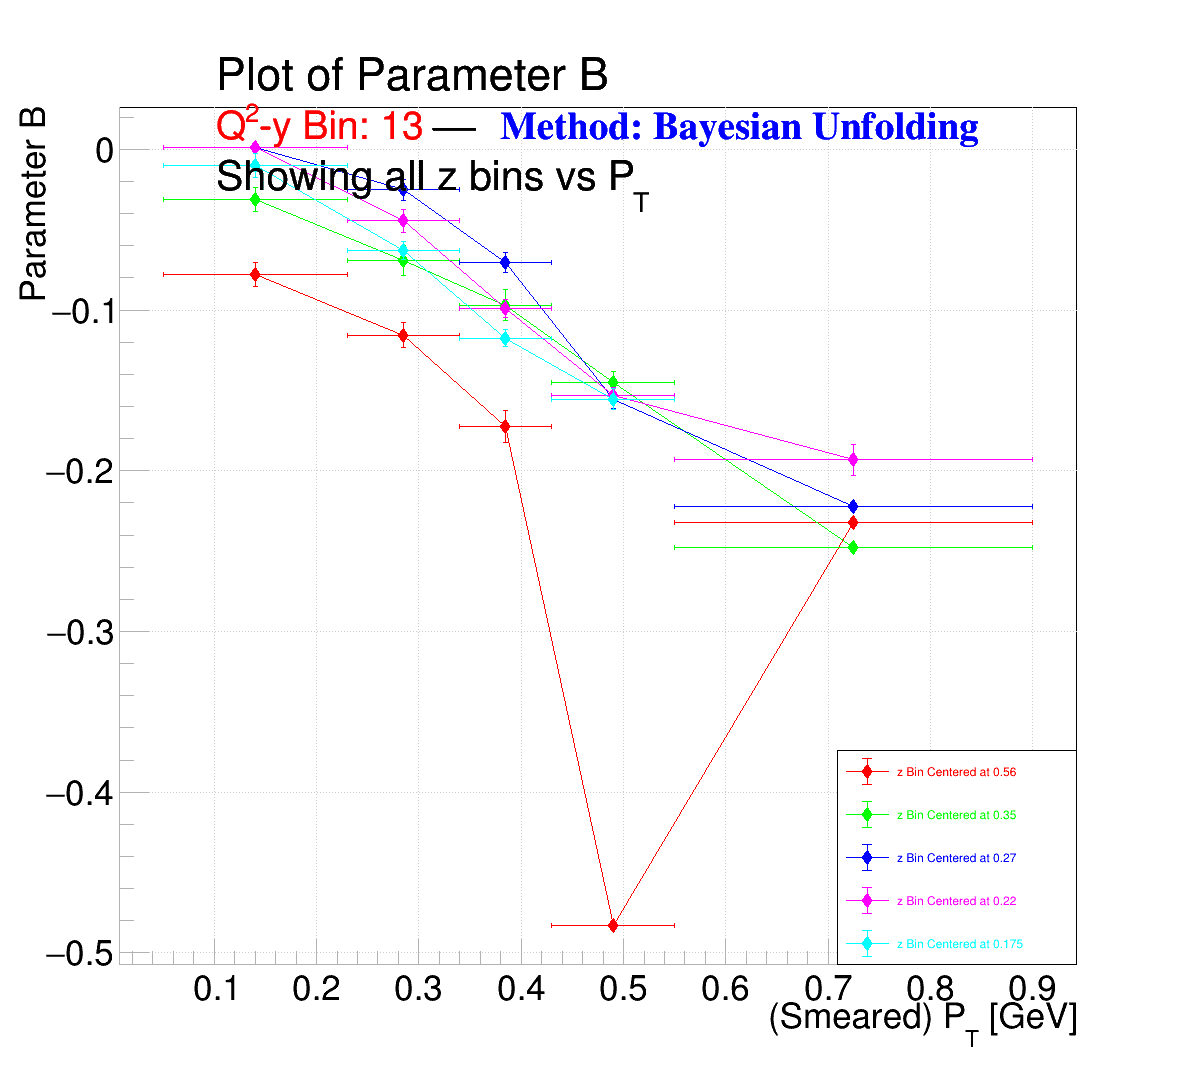 Plot of Parameter B
Q²-y Bin: 13 — Method: Bayesian Unfolding
Showing all z bins vs P_T
Parameter B
0
−0.1
−0.2
−0.3
−0.4
−0.5
z Bin Centered at 0.56
z Bin Centered at 0.35
z Bin Centered at 0.27
z Bin Centered at 0.22
z Bin Centered at 0.175
0.1 0.2 0.3 0.4 0.5 0.6 0.7 0.8 0.9
(Smeared) P_T [GeV]